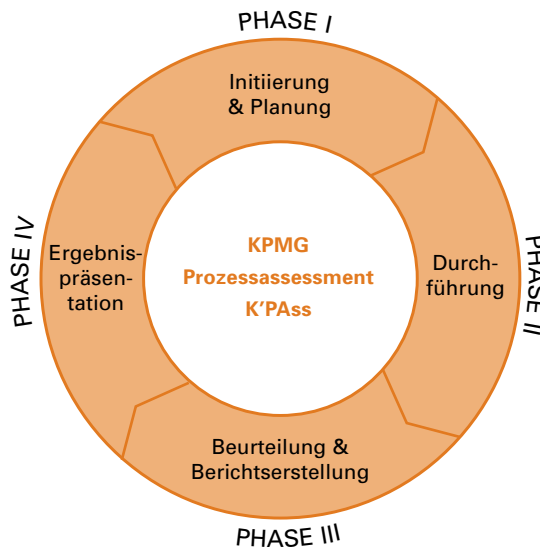 PHASE I
Initiierung
& Planung
PHASE II
Durch-
führung
PHASE III
Beurteilung &
Berichtserstellung
PHASE IV
Ergebnis-
präsen-
tation
KPMG
Prozessassessment
K'PAss